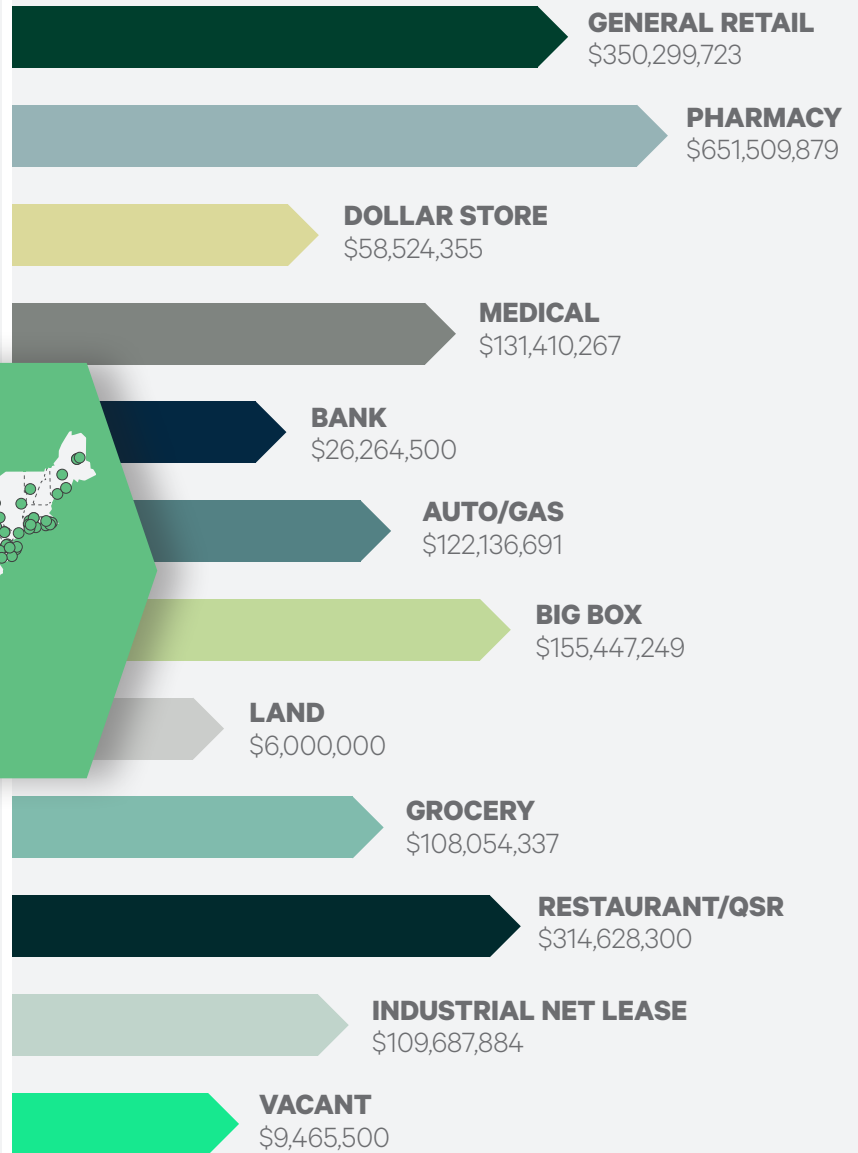 GENERAL RETAIL
$350,299,723
PHARMACY
$651,509,879
DOLLAR STORE
$58,524,355
MEDICAL
$131,410,267
BANK
$26,264,500
AUTO/GAS
$122,136,691
BIG BOX
$155,447,249
LAND
$6,000,000
GROCERY
$108,054,337
RESTAURANT/QSR
$314,628,300
INDUSTRIAL NET LEASE
$109,687,884
VACANT
$9,465,500